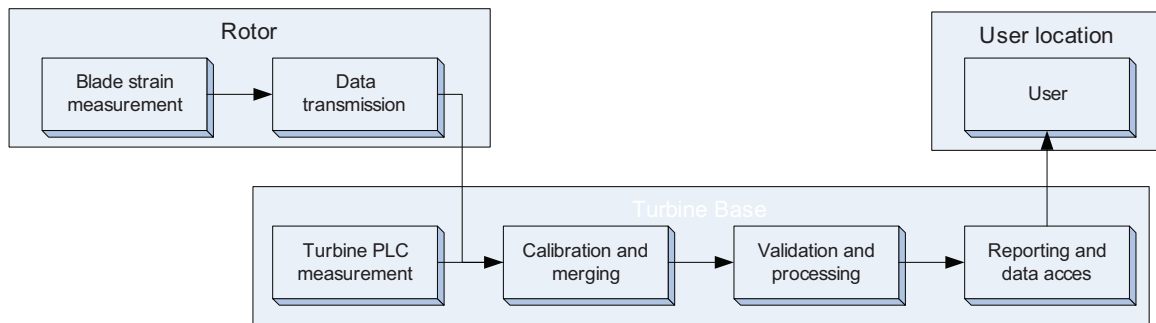 Rotor
Blade strain
measurement
Data
transmission
User location
User
Turbine Base
Turbine PLC
measurement
Calibration and
merging
Validation and
processing
Reporting and
data acces